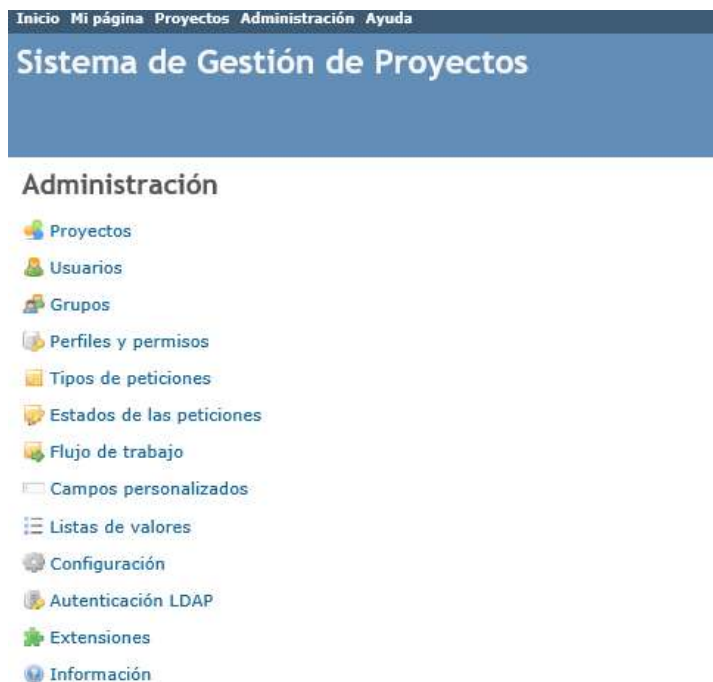 Inicio Mi página Proyectos Administración Ayuda
Sistema de Gestión de Proyectos
Administración
Proyectos
Usuarios
Grupos
Perfiles y permisos
Tipos de peticiones
Estados de las peticiones
Flujo de trabajo
Campos personalizados
Listas de valores
Configuración
Autenticación LDAP
Extensiones
Información